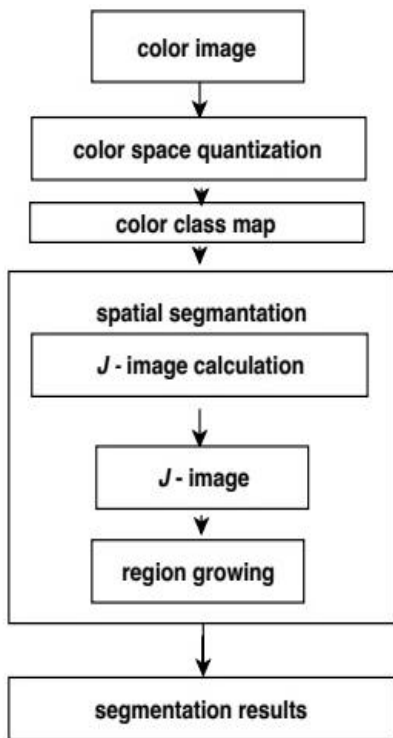 color image
color space quantization
color class map
spatial segmantation
J - image calculation
J - image
region growing
segmentation results